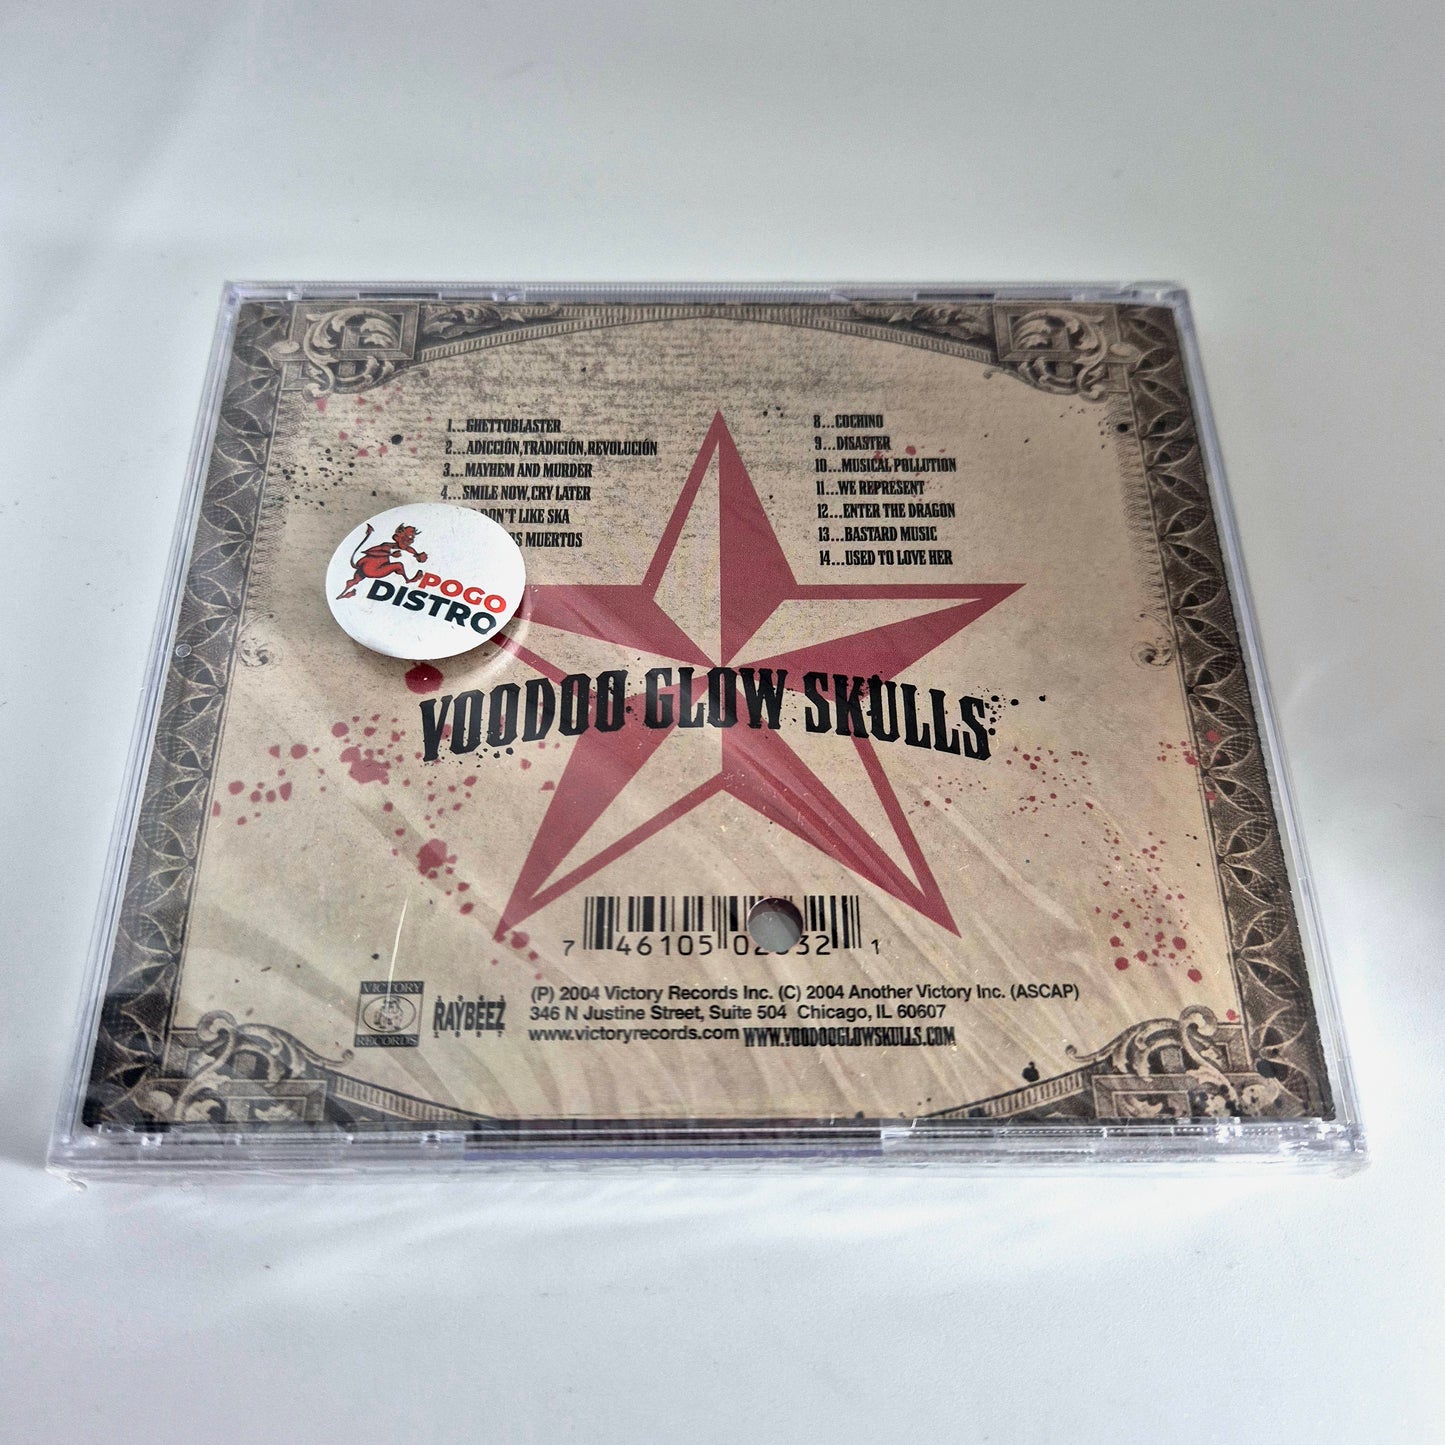 1...GHETTOBLASTER
2...ADICCIÓN,TRADICIÓN,REVOLUCIÓN
3...MAYHEM AND MURDER
4...SMILE NOW,CRY LATER
DON'T LIKE SKA
MUERTOS
8...COCHINO
9...DISASTER
10...MUSICAL POLLUTION
11...WE REPRESENT
12...ENTER THE DRAGON
13...BASTARD MUSIC
14...USED TO LOVE HER
POGO
DISTRO
VOODOO GLOW SKULLS
7 46105 02 32 1
VICTORY
RECORDS
RAYBEEZ
(P) 2004 Victory Records Inc. (C) 2004 Another Victory Inc. (ASCAP)
346 N Justine Street, Suite 504 Chicago, IL 60607
www.victoryrecords.com WWW.VOODOOGLOWSKULLS.COM